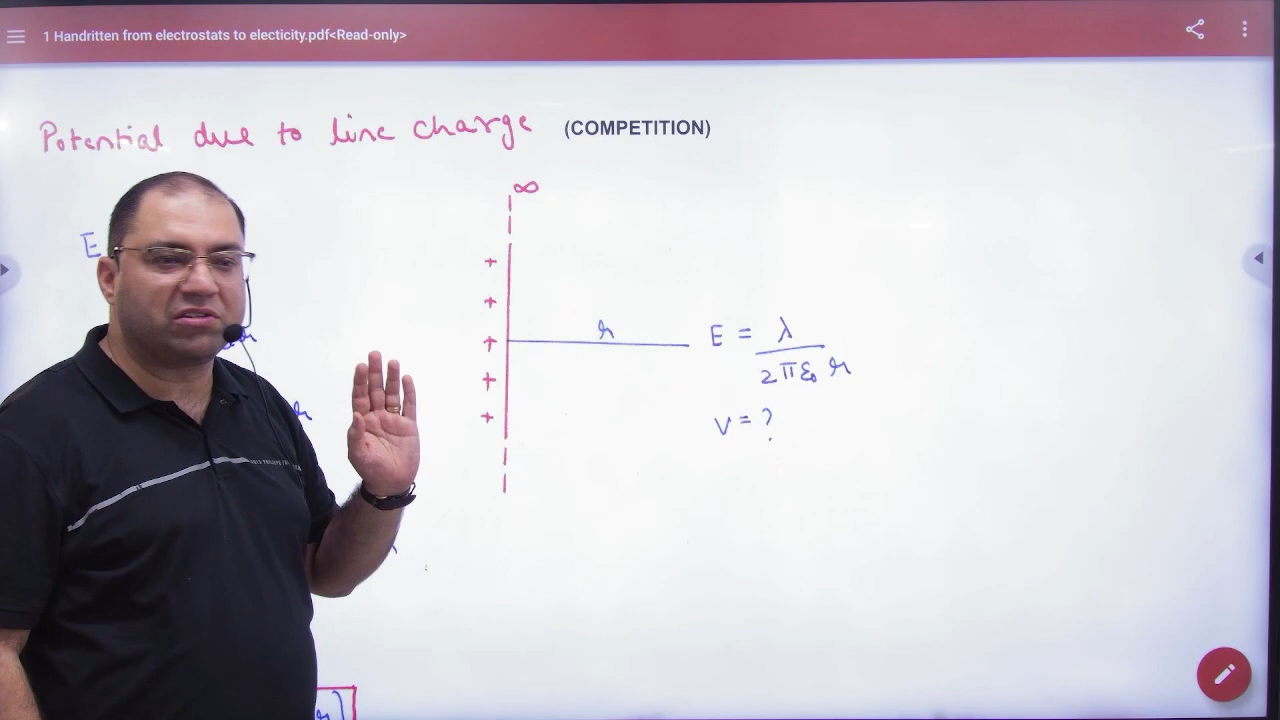 1 Handritten from electrostats to electicity.pdf<Read-only>
Potential due to line charge (COMPETITION)
∞
E
+
+
+
+
+
r
E = λ / 2πε₀ r
V = ?
r
r)